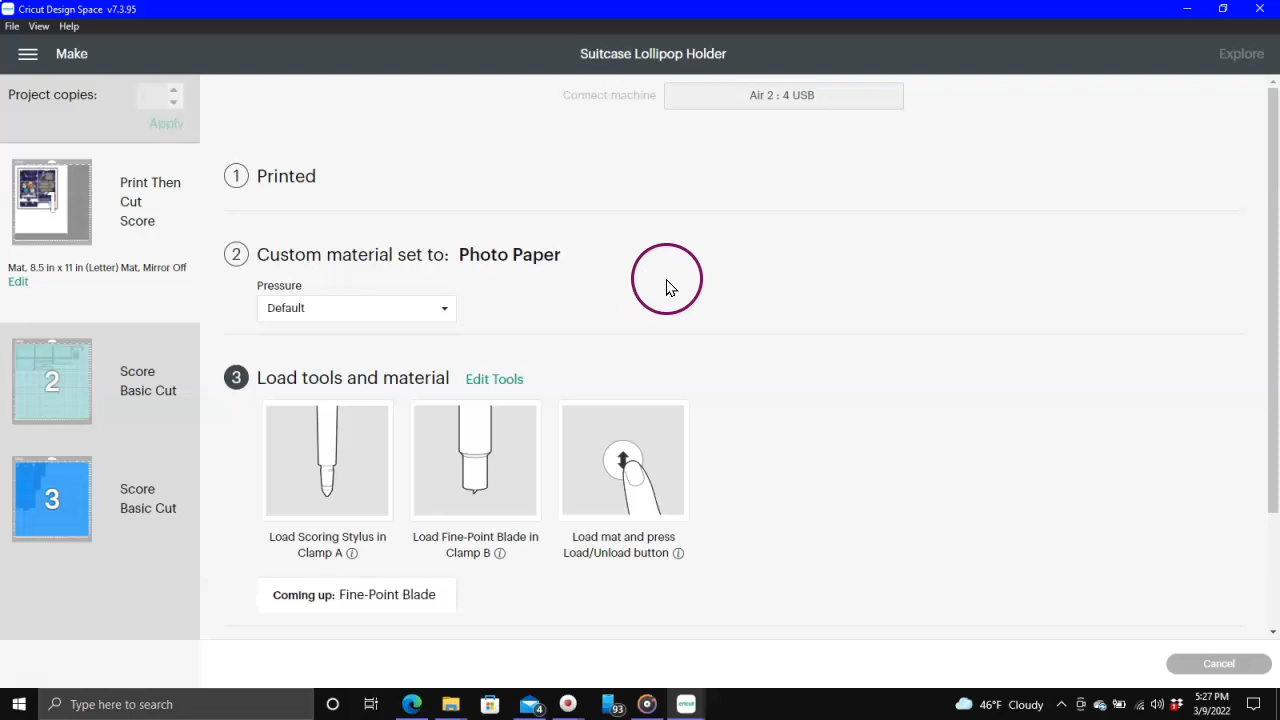 Cricut Design Space v7.3.95
File View Help
Make
Suitcase Lollipop Holder
Explore
Project copies:
Apply
Connect machine
Air 2 : 4 USB
1
Print Then
Cut
Score
Mat, 8.5 in x 11 in (Letter) Mat, Mirror Off
Edit
2
Score
Basic Cut
3
Score
Basic Cut
1 Printed
2 Custom material set to: Photo Paper
Pressure
Default
3 Load tools and material Edit Tools
Load Scoring Stylus in
Clamp A
Load Fine-Point Blade in
Clamp B
Load mat and press
Load/Unload button
Coming up: Fine-Point Blade
Cancel
Type here to search
4
93
cricut
46°F Cloudy
5:27 PM
3/9/2022